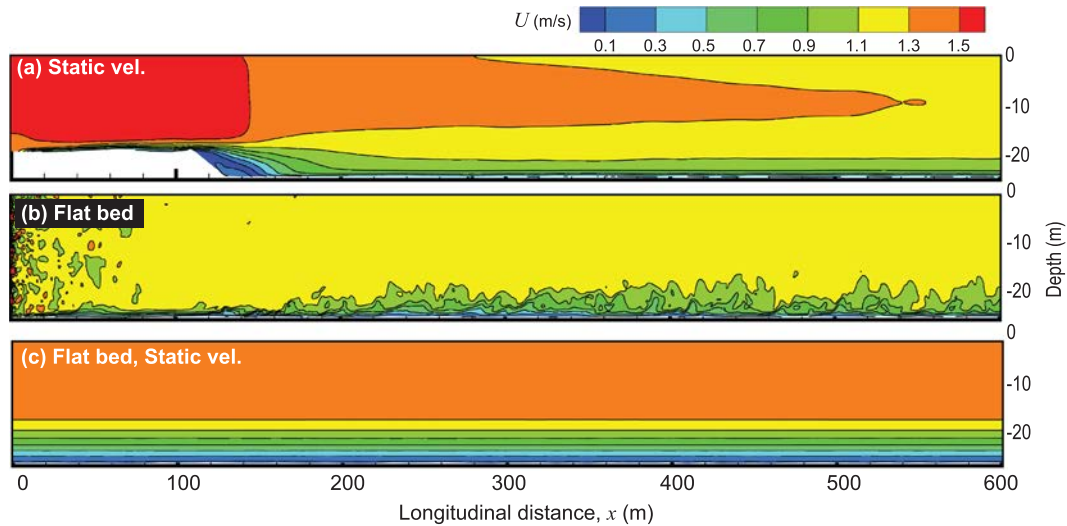 U (m/s)
0.1 0.3 0.5 0.7 0.9 1.1 1.3 1.5
(a) Static vel.
0
-10
-20
(b) Flat bed
0
-10
-20
(c) Flat bed, Static vel.
0
-10
-20
Depth (m)
0 100 200 300 400 500 600
Longitudinal distance, x (m)